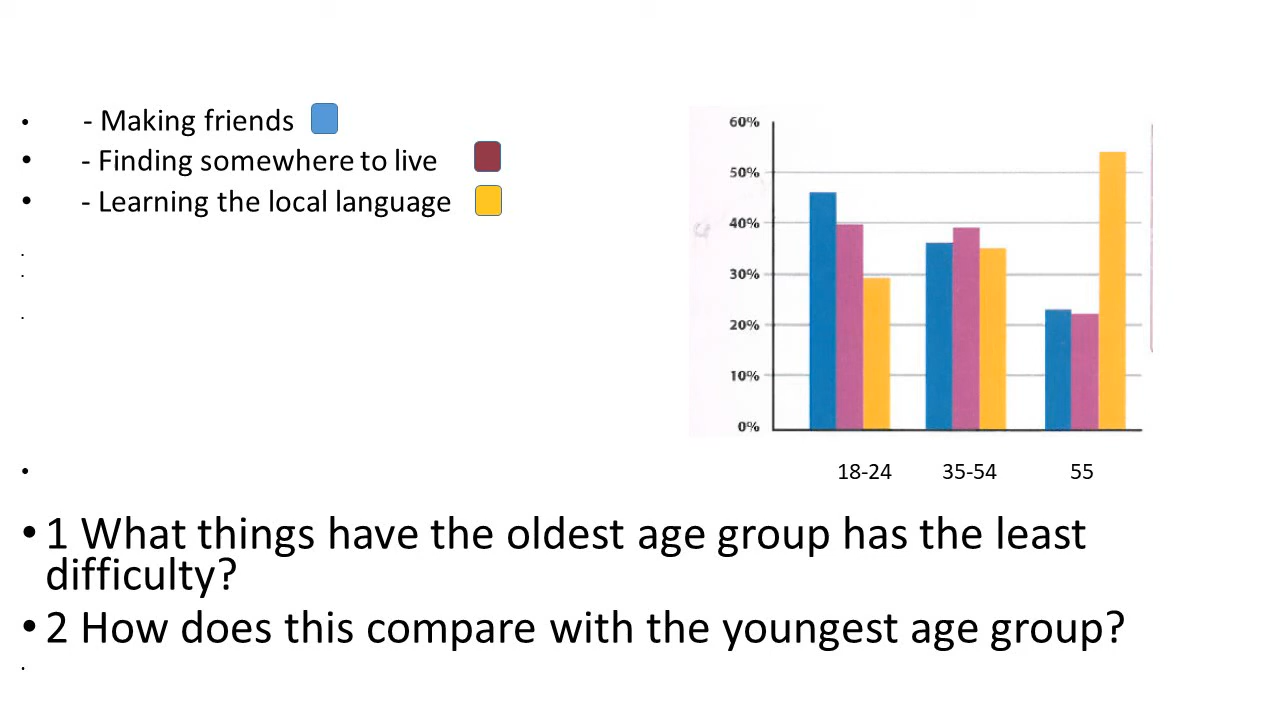 • - Making friends
• - Finding somewhere to live
• - Learning the local language
60%
50%
40%
30%
20%
10%
0%
18-24 35-54 55
• 1 What things have the oldest age group has the least
difficulty?
• 2 How does this compare with the youngest age group?